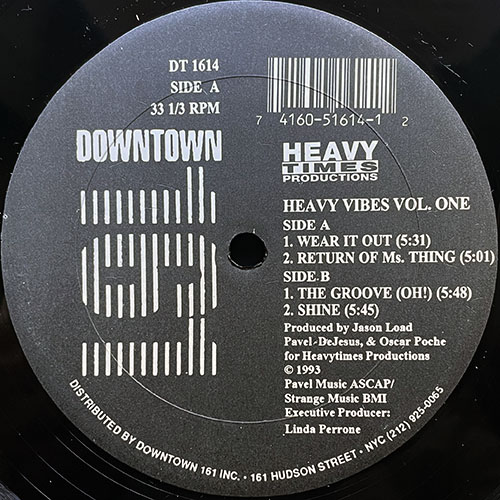 DT 1614
SIDE A
33 1/3 RPM
7 4160-51614-1 2
DOWNTOWN
161
HEAVY
TIMES
PRODUCTIONS
HEAVY VIBES VOL. ONE
SIDE A
1. WEAR IT OUT (5:31)
2. RETURN OF Ms. THING (5:01)
SIDE B
1. THE GROOVE (OH!) (5:48)
2. SHINE (5:45)
Produced by Jason Load
Pavel DeJesus, & Oscar Poche
for Heavytimes Productions
© 1993
Pavel Music ASCAP/
Strange Music BMI
Executive Producer:
Linda Perrone
DISTRIBUTED BY DOWNTOWN 161 INC. • 161 HUDSON STREET • NYC (212) 925-0065